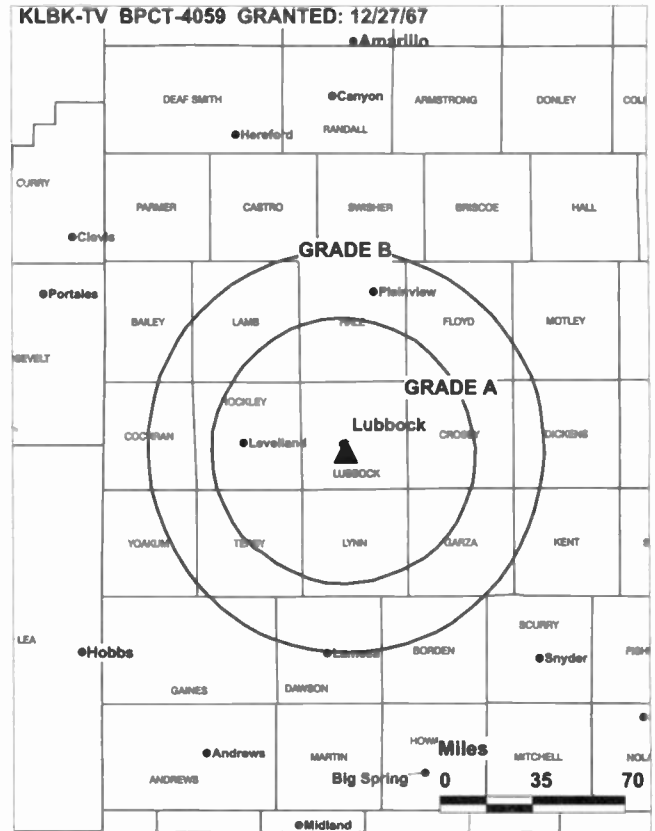 KLBK-TV BPCT-4059 GRANTED: 12/27/67
Amarillo
DEAF SMITH
Canyon
ARMSTRONG
DONLEY
Hereford
RANDALL
CURRY
PARMER
CASTRO
SWISHER
BRISCOE
HALL
Clovis
GRADE B
Portales
Plainview
BAILEY
LAMB
HALE
FLOYD
MOTLEY
GRADE A
HOCKLEY
Lubbock
COCHRAN
Levelland
CROSBY
DICKENS
LUBBOCK
YOAKUM
TERRY
LYNN
GARZA
KENT
LEA
Hobbs
Lamesa
BORDEN
SCURRY
Snyder
GAINES
DAWSON
Andrews
MARTIN
HOWA
Miles
MITCHELL
NOLA
ANDREWS
Big Spring
0 35 70
Midland